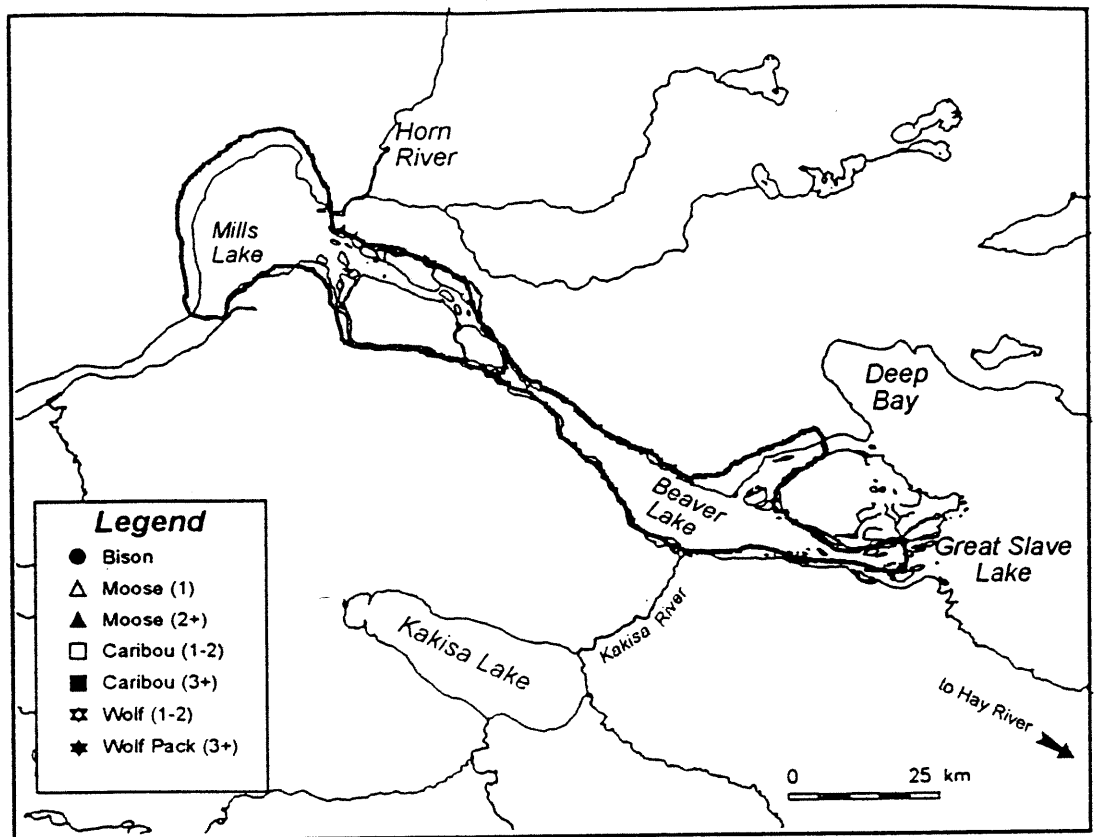 Horn
River
Mills
Lake
Deep
Bay
Beaver
Lake
Great Slave
Lake
Kakisa River
Kakisa Lake
to Hay River
Legend
Bison
Moose (1)
Moose (2+)
Caribou (1-2)
Caribou (3+)
Wolf (1-2)
Wolf Pack (3+)
0 25 km